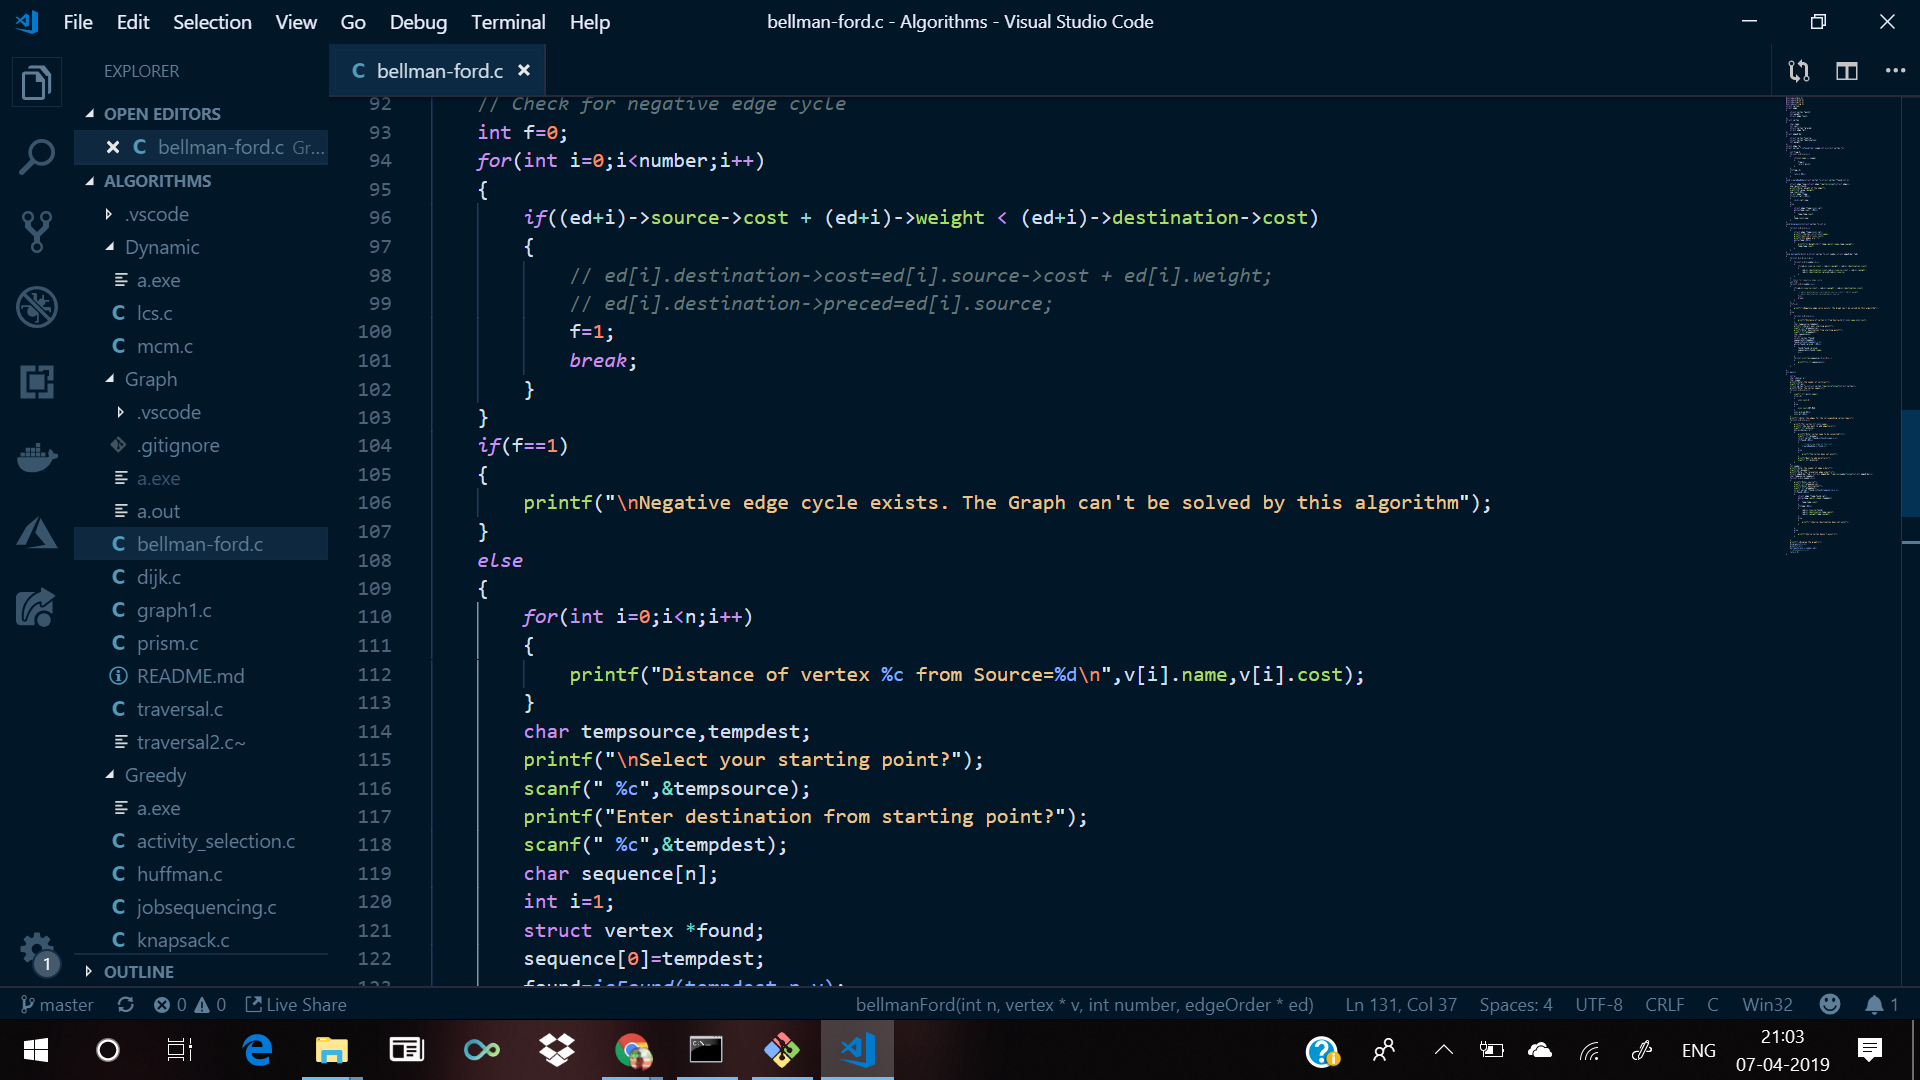 File Edit Selection View Go Debug Terminal Help
bellman-ford.c - Algorithms - Visual Studio Code
EXPLORER
OPEN EDITORS
bellman-ford.c Gr...
ALGORITHMS
.vscode
Dynamic
a.exe
lcs.c
mcm.c
Graph
.vscode
.gitignore
a.exe
a.out
bellman-ford.c
dijk.c
graph1.c
prism.c
README.md
traversal.c
traversal2.c~
Greedy
a.exe
activity_selection.c
huffman.c
jobsequencing.c
knapsack.c
OUTLINE
1
bellman-ford.c
92 // Check for negative edge cycle
93 int f=0;
94 for(int i=0;i<number;i++)
95 {
96 if((ed+i)->source->cost + (ed+i)->weight < (ed+i)->destination->cost)
97 {
98 // ed[i].destination->cost=ed[i].source->cost + ed[i].weight;
99 // ed[i].destination->preced=ed[i].source;
100 f=1;
101 break;
102 }
103 }
104 if(f==1)
105 {
106 printf("\nNegative edge cycle exists. The Graph can't be solved by this algorithm");
107 }
108 else
109 {
110 for(int i=0;i<n;i++)
111 {
112 printf("Distance of vertex %c from Source=%d\n",v[i].name,v[i].cost);
113 }
114 char tempsource,tempdest;
115 printf("\nSelect your starting point?");
116 scanf(" %c",&tempsource);
117 printf("Enter destination from starting point?");
118 scanf(" %c",&tempdest);
119 char sequence[n];
120 int i=1;
121 struct vertex *found;
122 sequence[0]=tempdest;
master 0 0 Live Share
bellmanFord(int n, vertex * v, int number, edgeOrder * ed) Ln 131, Col 37 Spaces: 4 UTF-8 CRLF C Win32 1
ENG
21:03
07-04-2019